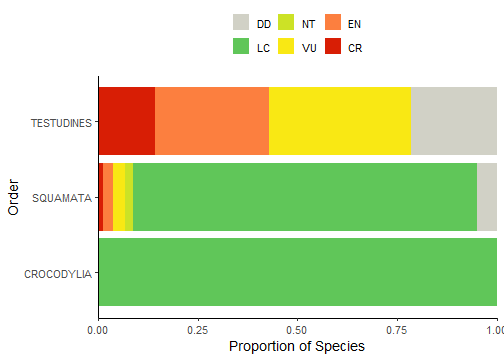 DD NT EN
LC VU CR
TESTUDINES
SQUAMATA
CROCODYLIA
Order
0.00 0.25 0.50 0.75 1.00
Proportion of Species